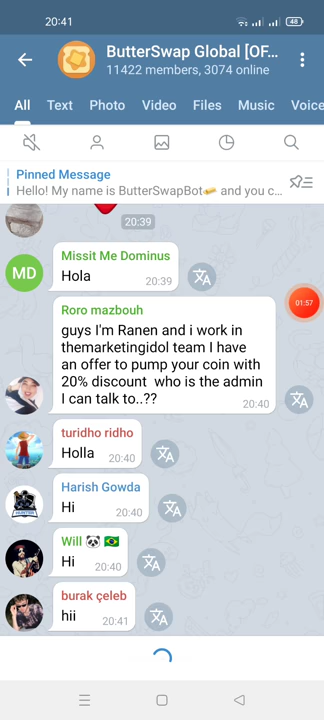 20:41
48
ButterSwap Global [OF...
11422 members, 3074 online
All Text Photo Video Files Music Voice
Pinned Message
Hello! My name is ButterSwapBot and you c...
20:39
Missit Me Dominus
MD
Hola 20:39
01:57
Roro mazbouh
guys I'm Ranen and i work in
themarketingidol team I have
an offer to pump your coin with
20% discount who is the admin
I can talk to..??
20:40
turidho ridho
Holla 20:40
Harish Gowda
Hi 20:40
Will 🐼 🇧🇷
Hi 20:40
burak çeleb
hii 20:41